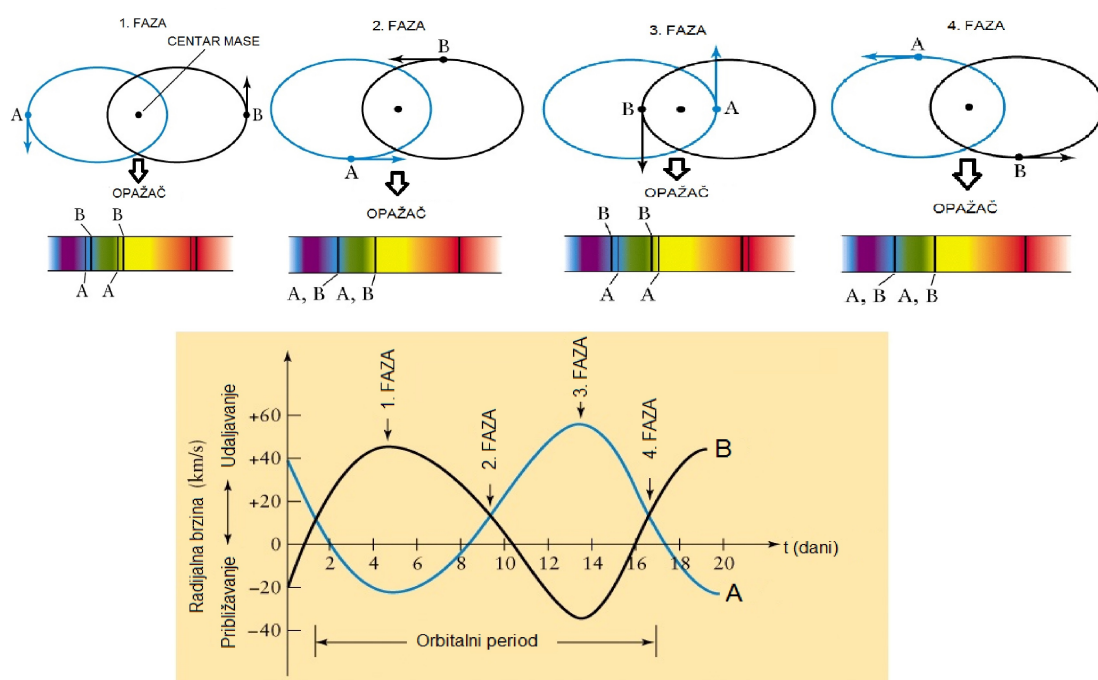 1. FAZA
CENTAR MASE
A
B
OPAŽAČ
B
B
A
A
2. FAZA
B
A
OPAŽAČ
A, B
A, B
3. FAZA
B
A
OPAŽAČ
B
B
A
A
4. FAZA
A
B
OPAŽAČ
A, B
A, B
Radijalna brzina (km/s)
Približavanje
Udaljavanje
+60
+40
+20
0
−20
−40
1. FAZA
2. FAZA
3. FAZA
4. FAZA
B
A
2
4
6
8
10
12
14
16
18
20
t (dani)
Orbitalni period